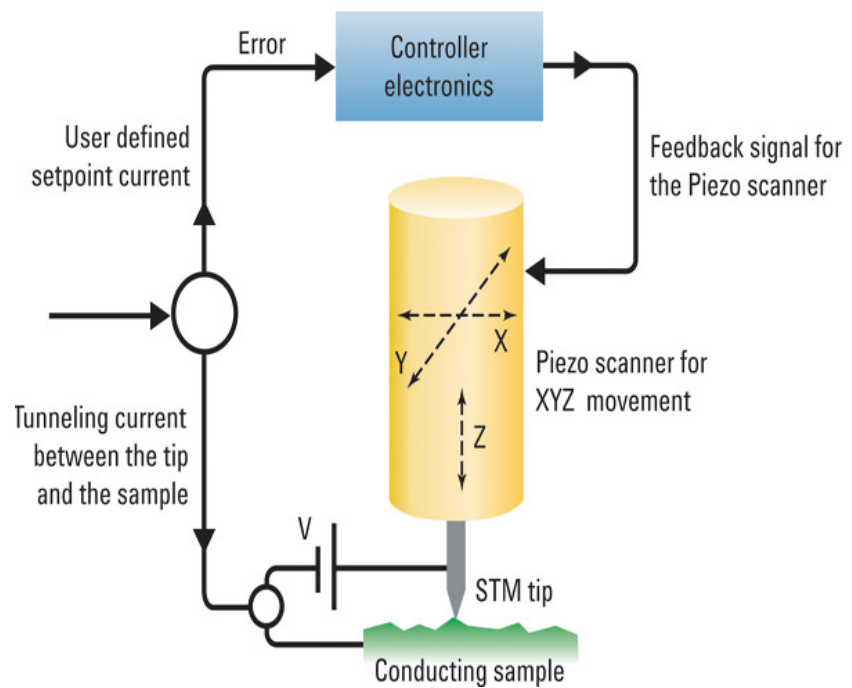 Error
Controller
electronics
User defined
setpoint current
Feedback signal for
the Piezo scanner
X
Y
Piezo scanner for
XYZ movement
Z
Tunneling current
between the tip
and the sample
V
STM tip
Conducting sample